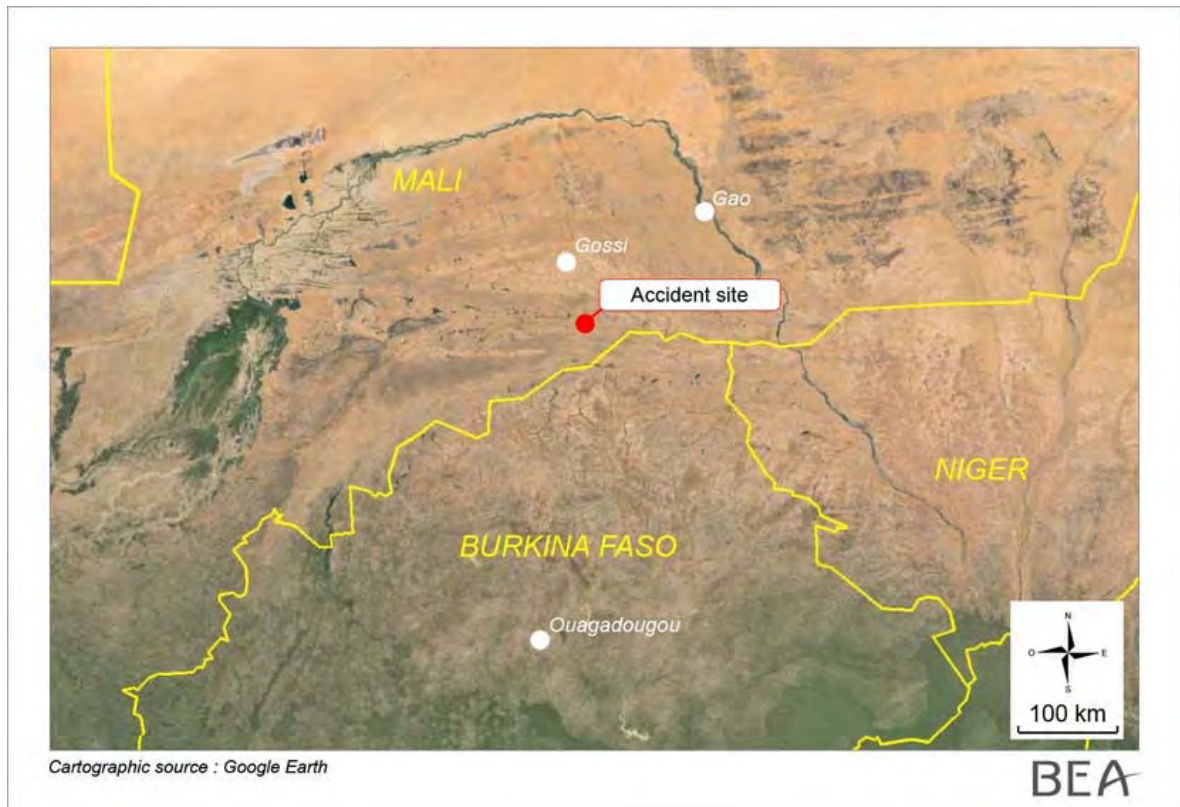 MALI
Gao
Gossi
Accident site
NIGER
BURKINA FASO
Ouagadougou
N
O E
S
100 km
Cartographic source : Google Earth
BEA